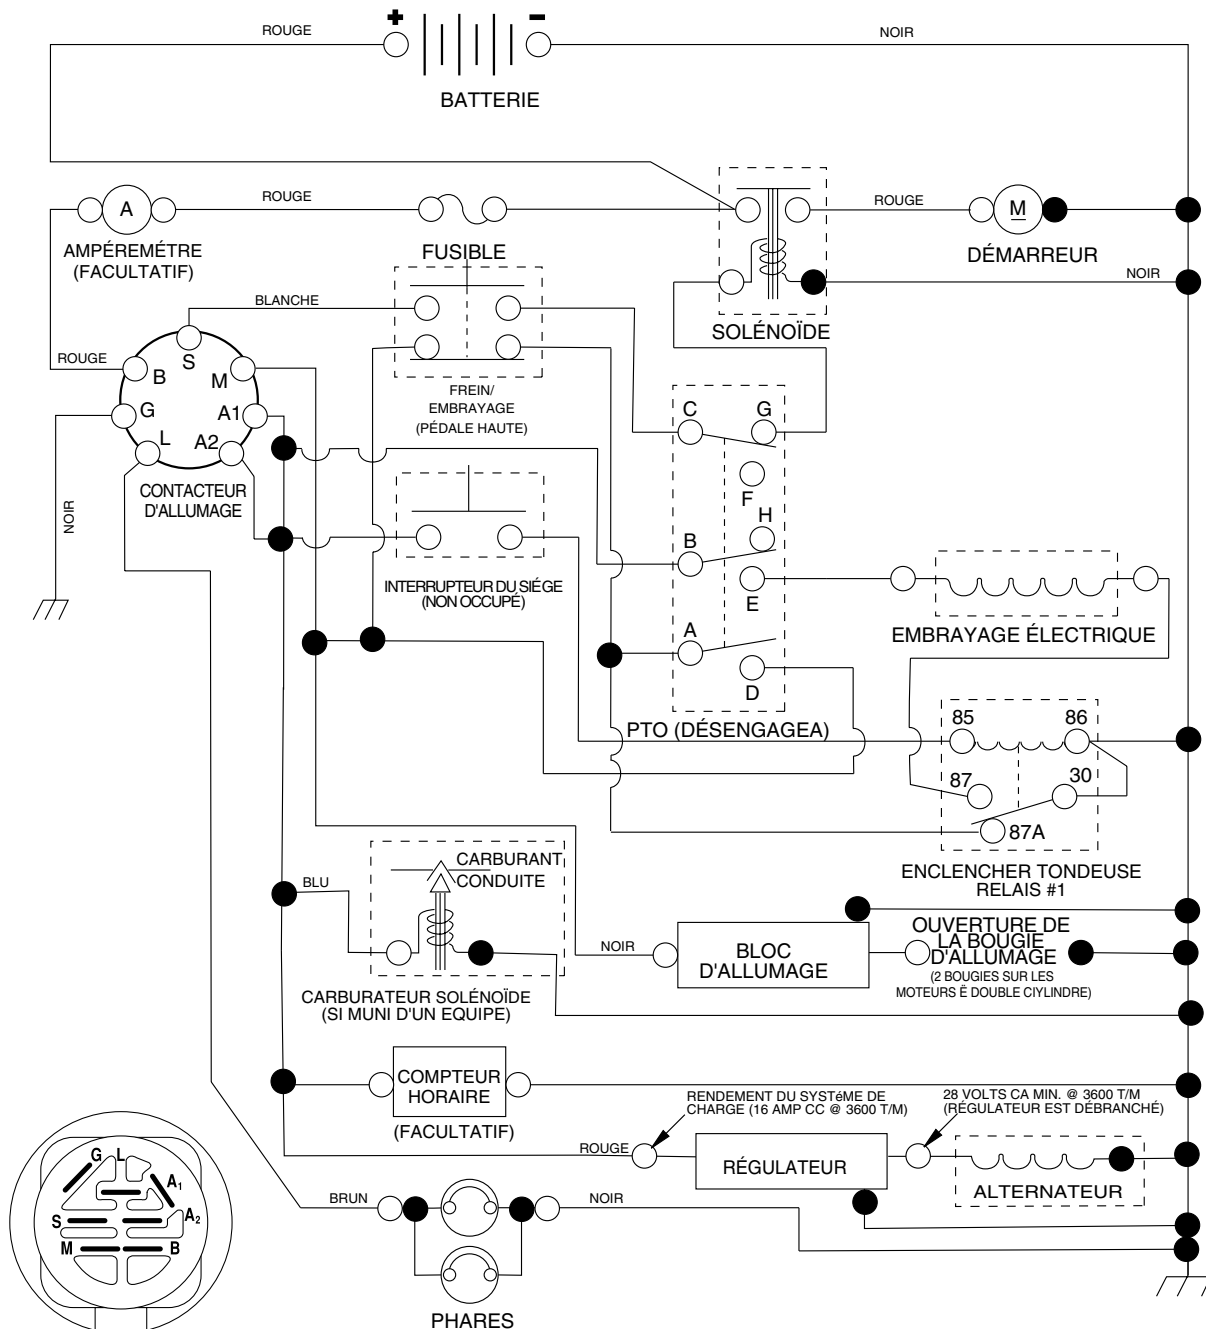 ROUGE
+
-
NOIR
BATTERIE
ROUGE
A
AMPÉREMÉTRE
(FACULTATIF)
FUSIBLE
ROUGE
M
DÉMARREUR
NOIR
SOLÉNOÏDE
BLANCHE
ROUGE
S
B
M
G
A1
L
A2
CONTACTEUR
D'ALLUMAGE
NOIR
FREIN/
EMBRAYAGE
(PÉDALE HAUTE)
INTERRUPTEUR DU SIÉGE
(NON OCCUPÉ)
C
G
F
H
B
E
A
D
PTO (DÉSENGAGEA)
EMBRAYAGE ÉLECTRIQUE
85
86
87
30
87A
ENCLENCHER TONDEUSE
RELAIS #1
BLU
CARBURANT
CONDUITE
CARBURATEUR SOLÉNOÏDE
(SI MUNI D'UN EQUIPE)
NOIR
BLOC
D'ALLUMAGE
OUVERTURE DE
LA BOUGIE
D'ALLUMAGE
(2 BOUGIES SUR LES
MOTEURS Ë DOUBLE CIYLINDRE)
COMPTEUR
HORAIRE
(FACULTATIF)
RENDEMENT DU SYSTéME DE
CHARGE (16 AMP CC @ 3600 T/M)
28 VOLTS CA MIN. @ 3600 T/M
(RÉGULATEUR EST DÉBRANCHÉ)
ROUGE
RÉGULATEUR
ALTERNATEUR
BRUN
NOIR
PHARES
G
L
A1
S
A2
M
B